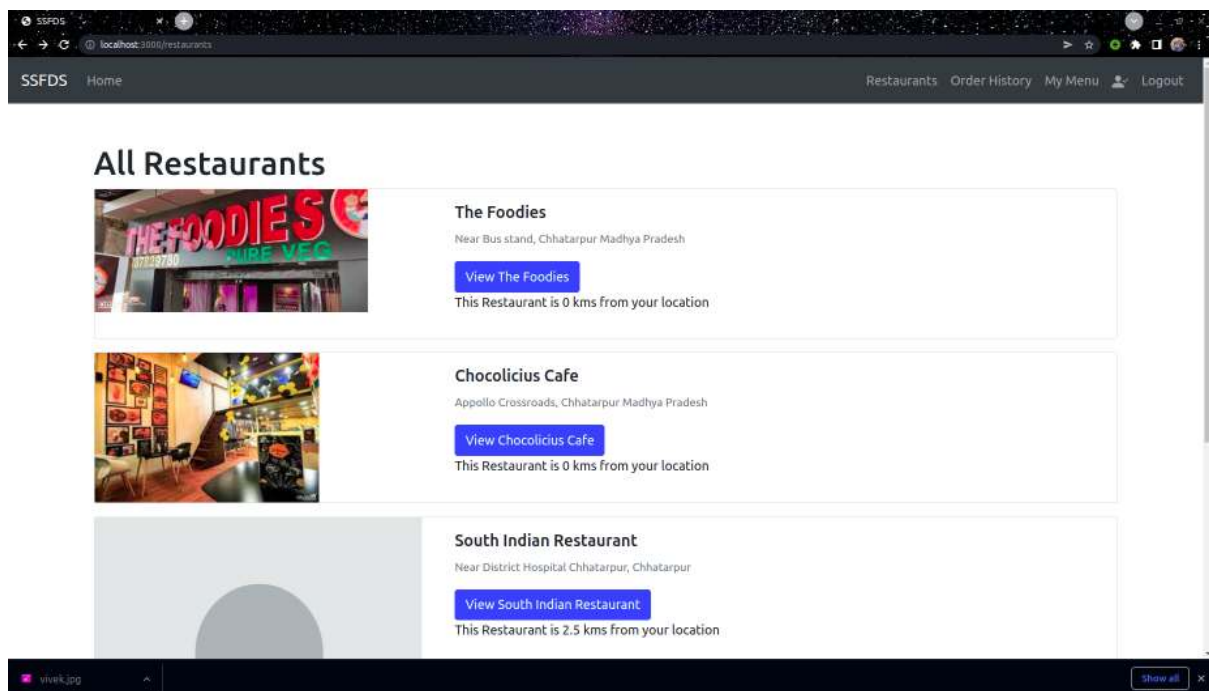 SSFDS
localhost:3000/restaurants
SSFDS Home Restaurants Order History My Menu Logout
All Restaurants
THE FOODIES
PURE VEG
The Foodies
Near Bus stand, Chhatarpur Madhya Pradesh
View The Foodies
This Restaurant is 0 kms from your location
Chocolicius Cafe
Appollo Crossroads, Chhatarpur Madhya Pradesh
View Chocolicius Cafe
This Restaurant is 0 kms from your location
South Indian Restaurant
Near District Hospital Chhatarpur, Chhatarpur
View South Indian Restaurant
This Restaurant is 2.5 kms from your location
vivek.jpg
Show all